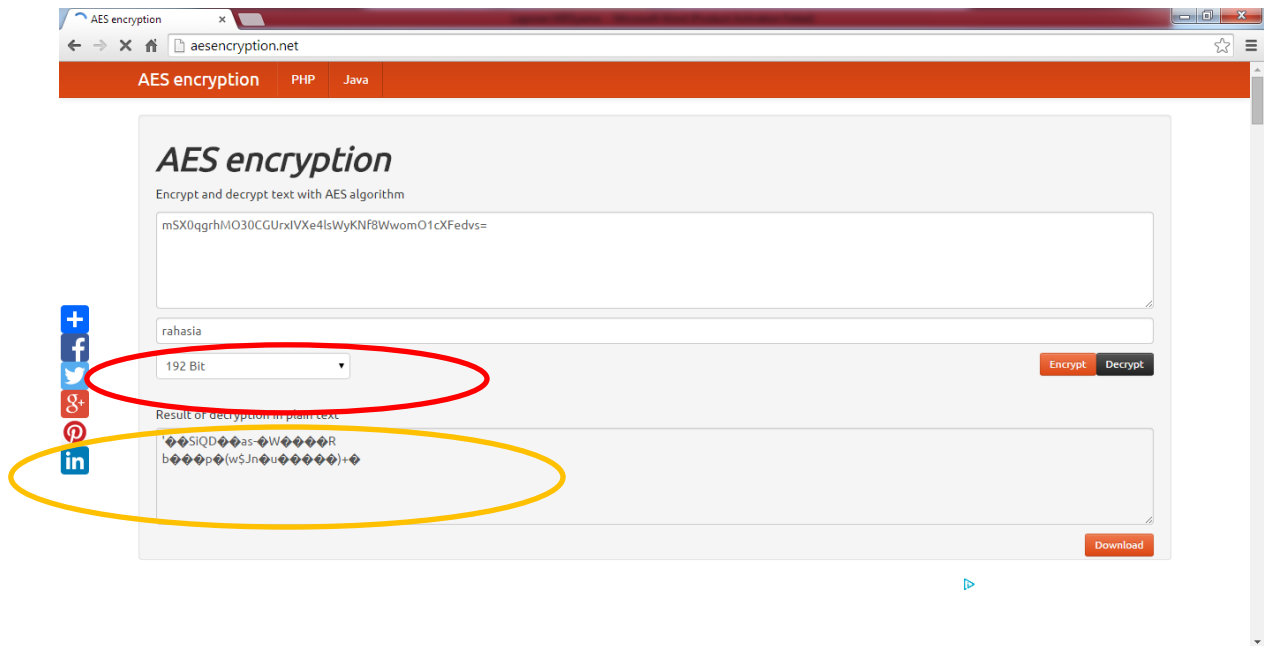 AES encryption
aesencryption.net
AES encryption PHP Java
AES encryption
Encrypt and decrypt text with AES algorithm
mSX0qgrhMO30CGUrxIVXe4lsWyKNf8WwomO1cXFedvs=
rahasia
192 Bit
Encrypt Decrypt
Result of decryption in plain text
'��SiQD��as-�W����R
b���p�(w$Jn�u�����)+�
Download